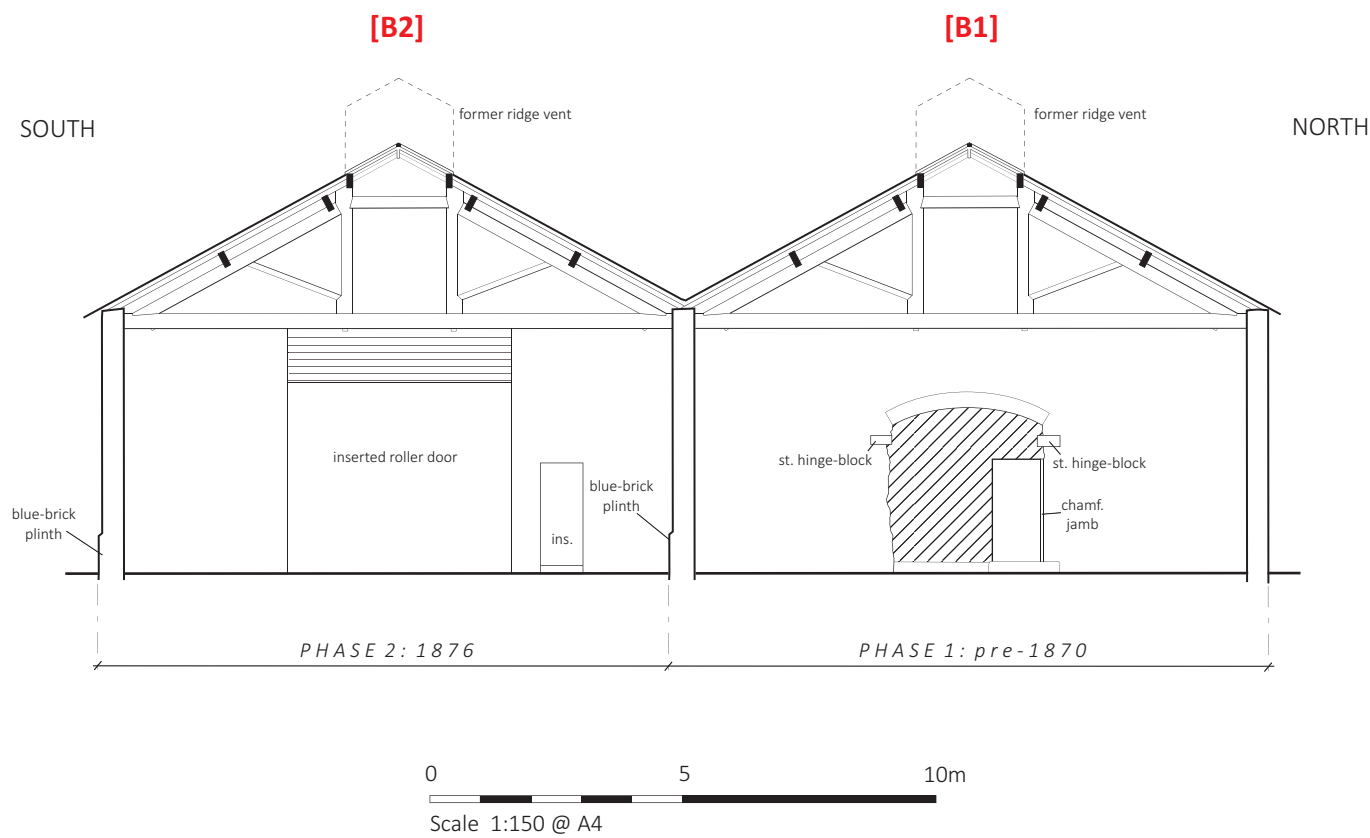 [B2]
[B1]
former ridge vent
former ridge vent
SOUTH
NORTH
inserted roller door
st. hinge-block
st. hinge-block
blue-brick
plinth
blue-brick
plinth
ins.
chamf.
jamb
PHASE 2: 1876
PHASE 1: pre-1870
0
5
10m
Scale 1:150 @ A4